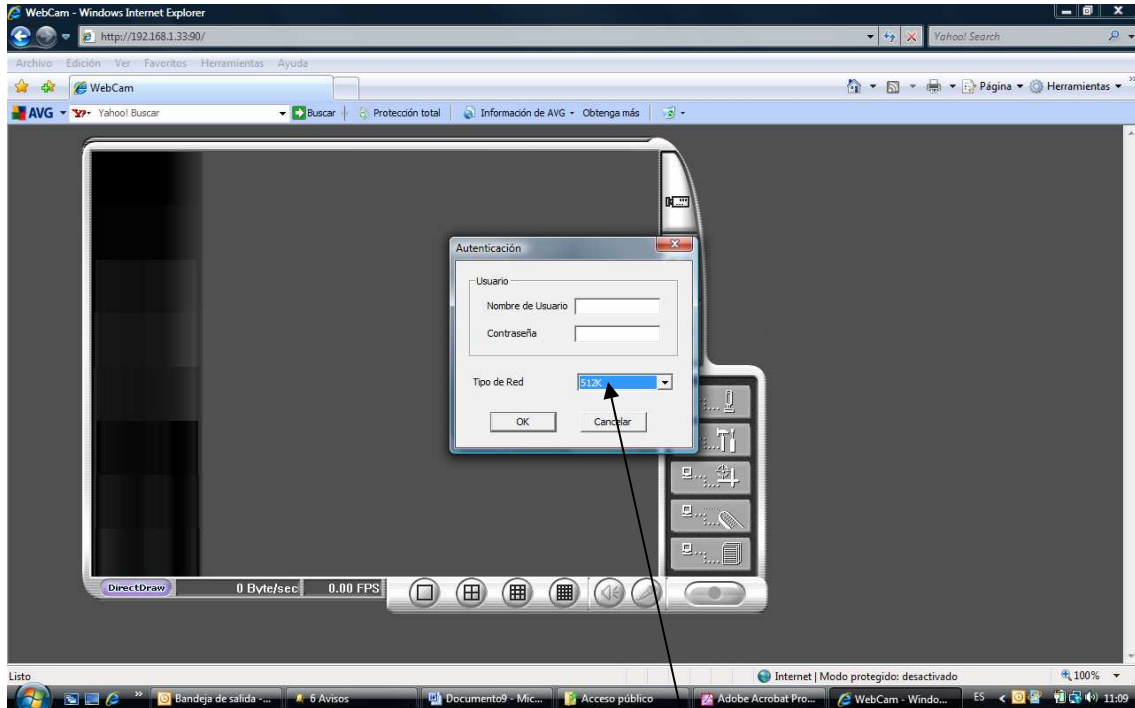 WebCam - Windows Internet Explorer
http://192.168.1.33:90/
Yahoo! Search
Archivo Edición Ver Favoritos Herramientas Ayuda
WebCam
Página Herramientas
AVG Yahoo! Buscar Buscar Protección total Información de AVG Obtenga más
Autenticación
Usuario
Nombre de Usuario
Contraseña
Tipo de Red 512K
OK Cancelar
DirectDraw 0 Byte/sec 0.00 FPS
Listo Internet | Modo protegido: desactivado 100%
Bandeja de salida -... 6 Avisos Documento9 - Mic... Acceso público Adobe Acrobat Pro... WebCam - Windo... ES 11:09